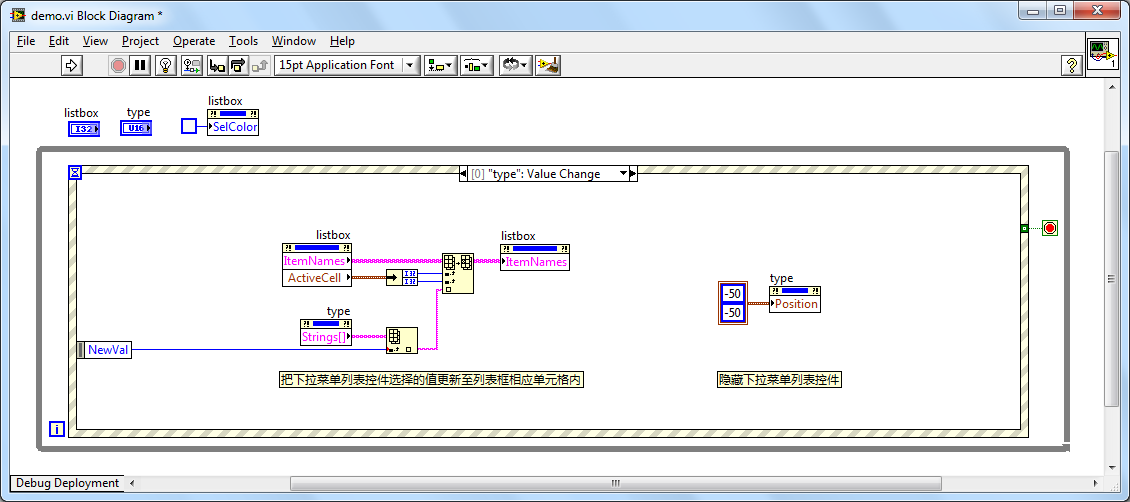 demo.vi Block Diagram *
File Edit View Project Operate Tools Window Help
15pt Application Font
?
1
listbox
I32
type
U16
listbox
SelColor
[0] "type": Value Change
listbox
ItemNames
ActiveCell
I32
I32
listbox
ItemNames
type
Strings[]
NewVal
type
-50
-50
Position
把下拉菜单列表控件选择的值更新至列表框相应单元格内
隐藏下拉菜单列表控件
i
Debug Deployment